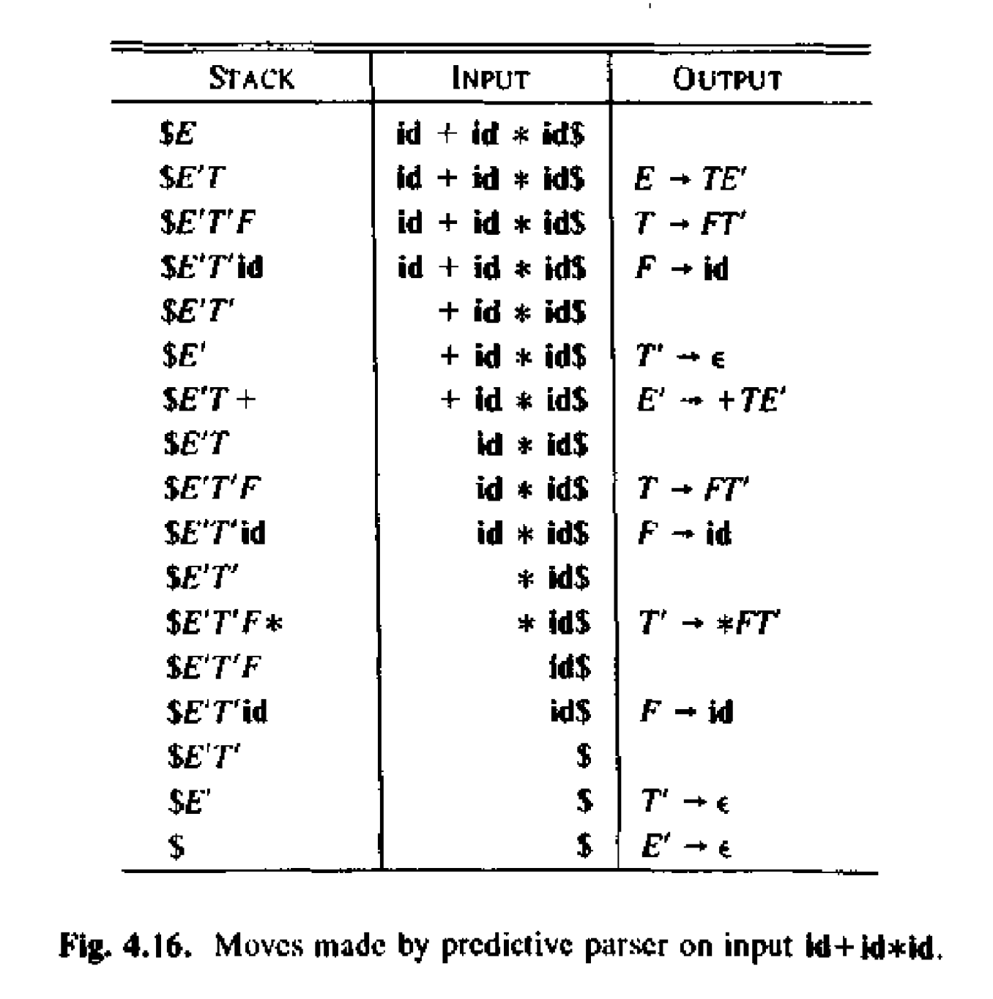 STACK INPUT OUTPUT
$E id + id * id$
$E'T id + id * id$ E → TE'
$E'T'F id + id * id$ T → FT'
$E'T'id id + id * id$ F → id
$E'T' + id * id$
$E' + id * id$ T' → ϵ
$E'T + + id * id$ E' → +TE'
$E'T id * id$
$E'T'F id * id$ T → FT'
$E'T'id id * id$ F → id
$E'T' * id$
$E'T'F* * id$ T' → *FT'
$E'T'F id$
$E'T'id id$ F → id
$E'T' $
$E' $ T' → ϵ
$ $ E' → ϵ
Fig. 4.16. Moves made by predictive parser on input id+id*id.